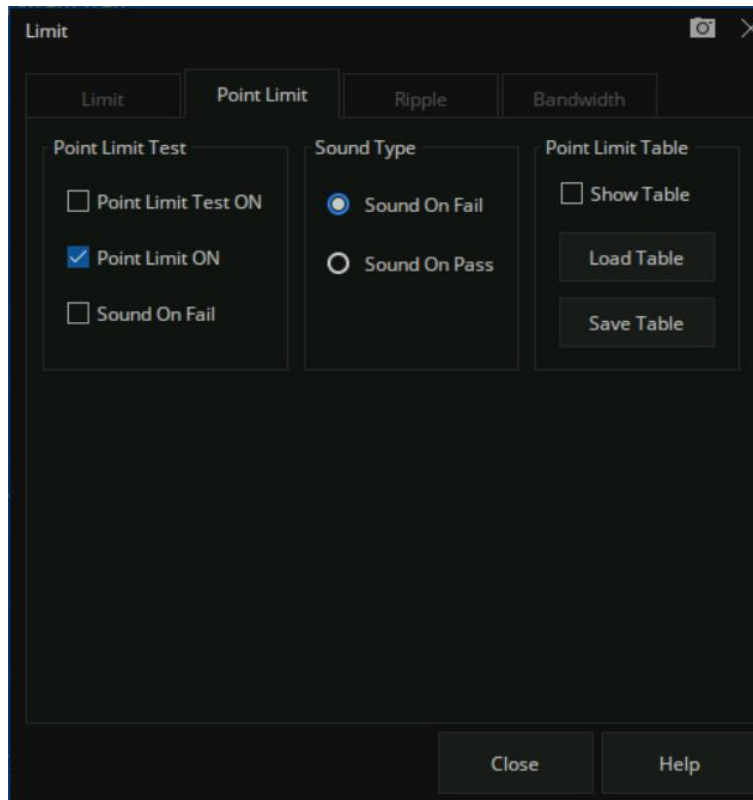 Limit
Limit
Point Limit
Ripple
Bandwidth
Point Limit Test
Point Limit Test ON
Point Limit ON
Sound On Fail
Sound Type
Sound On Fail
Sound On Pass
Point Limit Table
Show Table
Load Table
Save Table
Close
Help